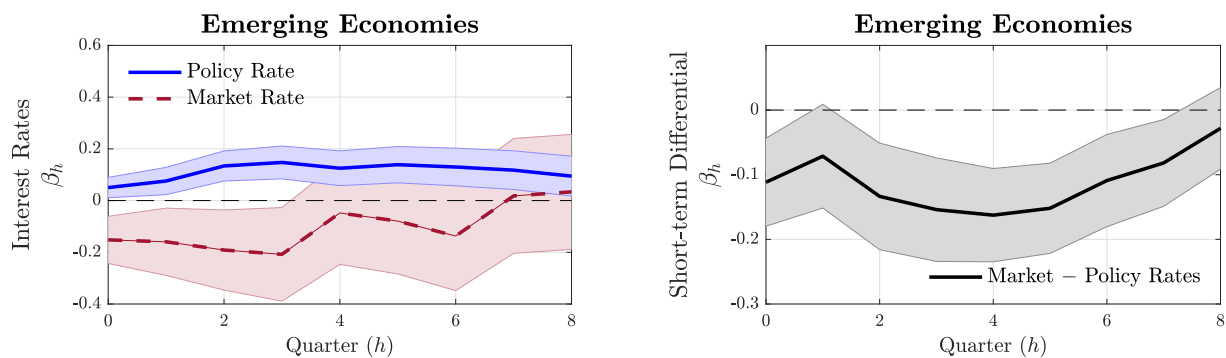 Emerging Economies
Interest Rates
β_h
0.6
0.4
0.2
0
-0.2
-0.4
Policy Rate
Market Rate
0 2 4 6 8
Quarter (h)
Emerging Economies
Short-term Differential
β_h
0
-0.1
-0.2
-0.3
Market − Policy Rates
0 2 4 6 8
Quarter (h)